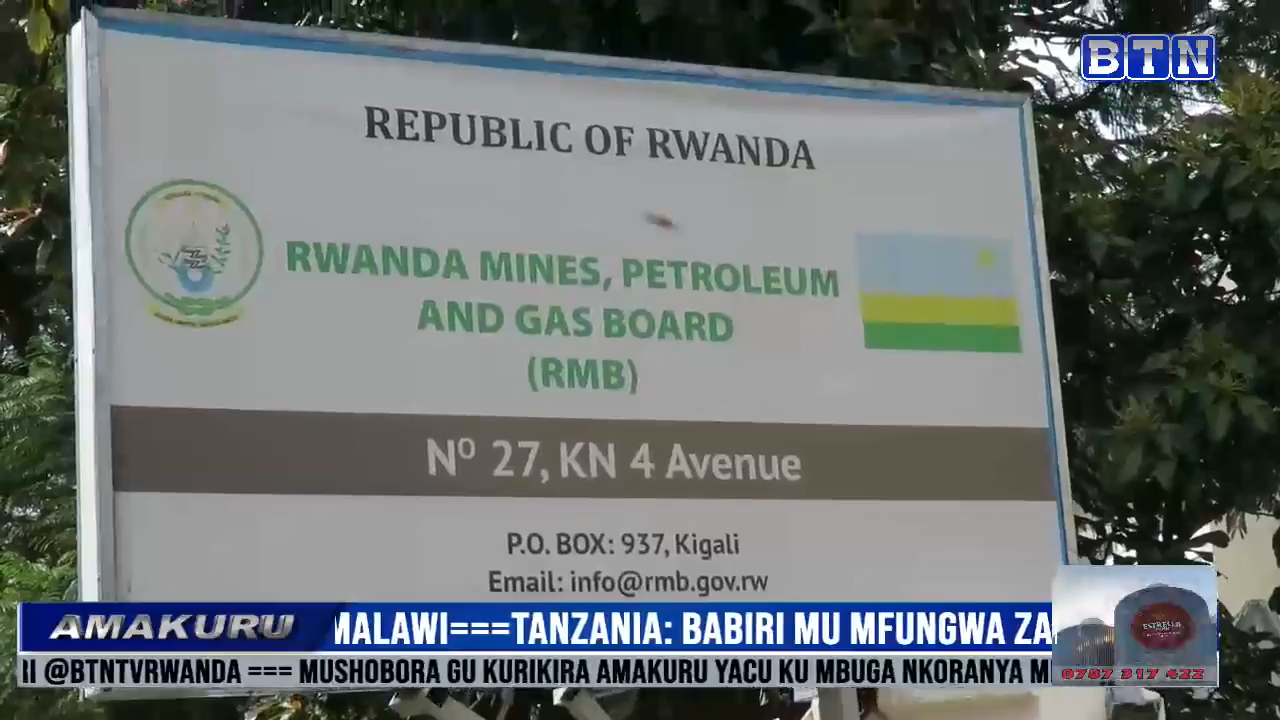 BTN
REPUBLIC OF RWANDA
RWANDA MINES, PETROLEUM
AND GAS BOARD
(RMB)
Nº 27, KN 4 Avenue
P.O. BOX: 937, Kigali
Email: info@rmb.gov.rw
AMAKURU
MALAWI===TANZANIA: BABIRI MU MFUNGWA ZA
@BTNTVRWANDA === MUSHOBORA GU KURIKIRA AMAKURU YACU KU MBUGA NKORANYA
ESTRELLA
0787 317 422